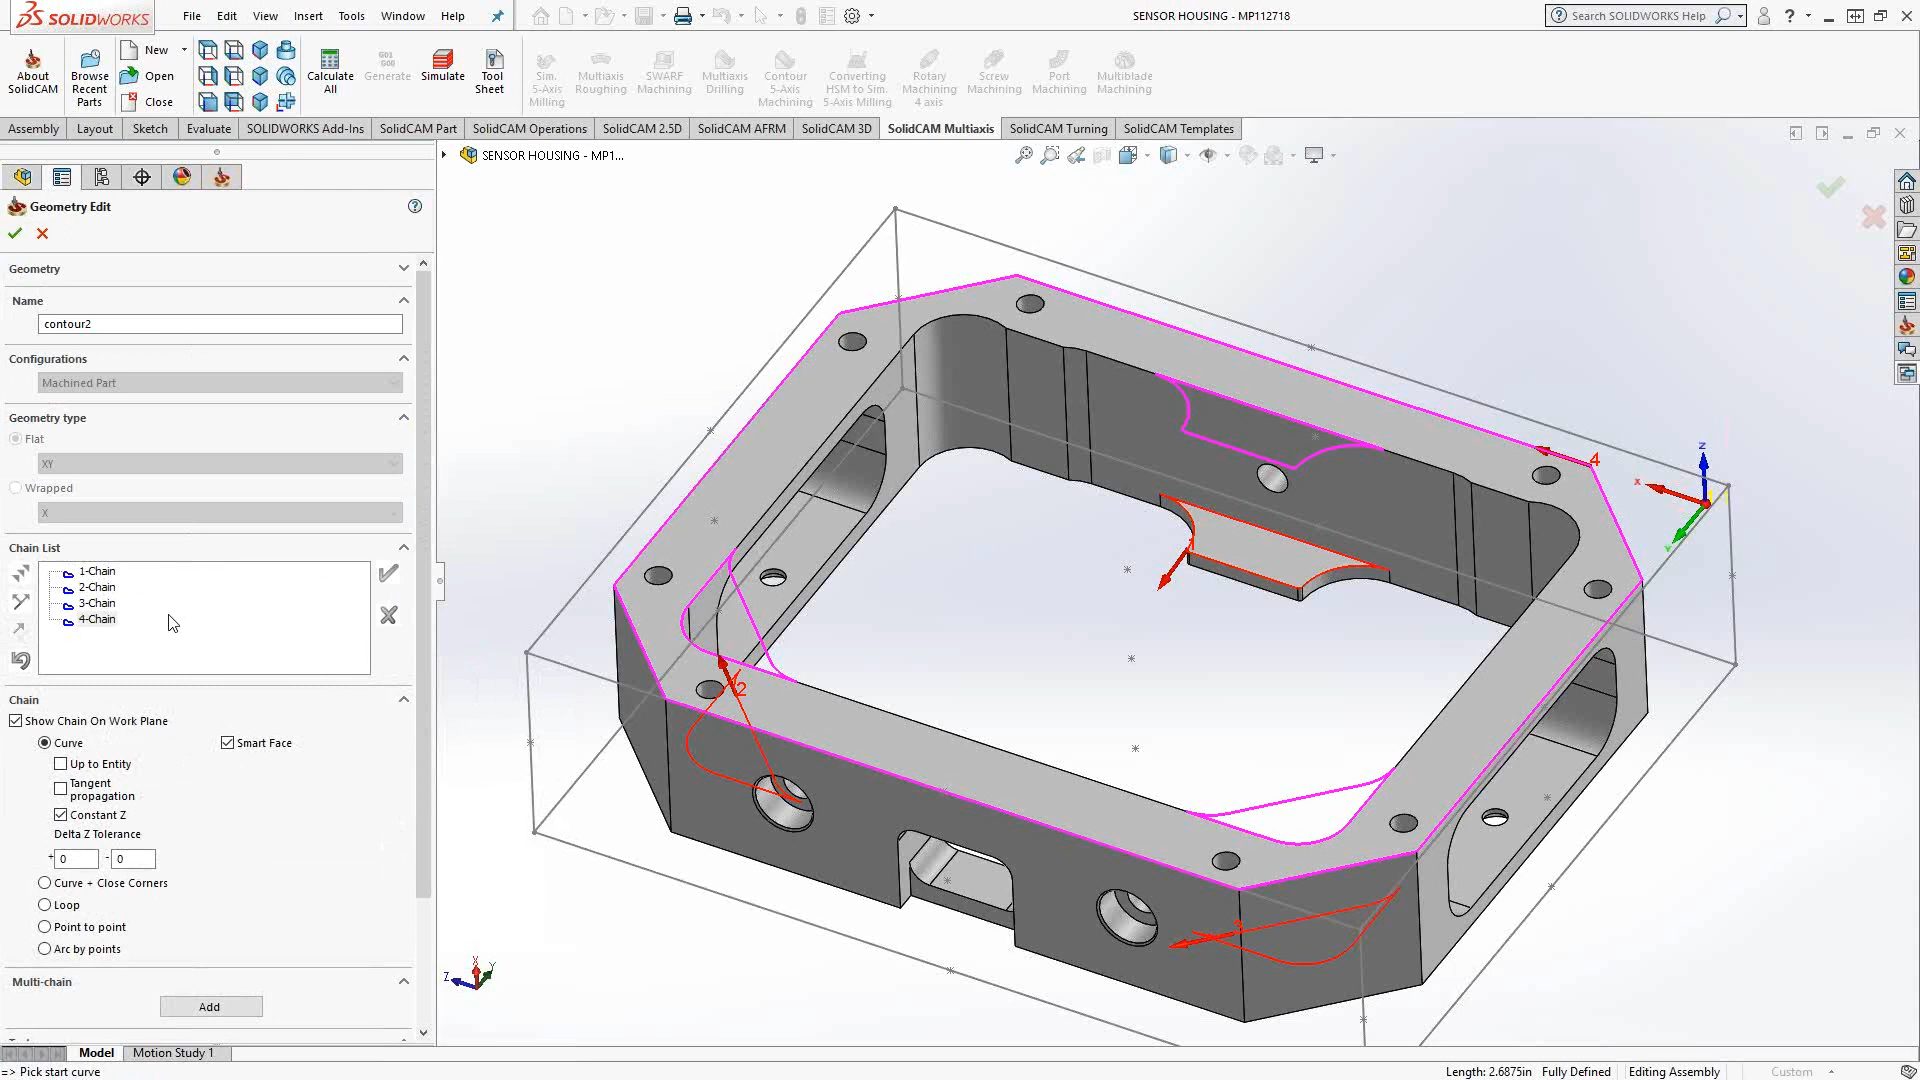 SOLIDWORKS
File Edit View Insert Tools Window Help
SENSOR HOUSING - MP112718
Search SOLIDWORKS Help
About SolidCAM
Browse Recent Parts
New
Open
Close
Calculate All
G01 G00
Generate
Simulate
Tool Sheet
Sim. 5-Axis Milling
Multiaxis Roughing
SWARF Machining
Multiaxis Drilling
Contour 5-Axis Machining
Converting HSM to Sim. 5-Axis Milling
Rotary Machining 4 axis
Screw Machining
Port Machining
Multiblade Machining
Assembly Layout Sketch Evaluate SOLIDWORKS Add-Ins SolidCAM Part SolidCAM Operations SolidCAM 2.5D SolidCAM AFRM SolidCAM 3D SolidCAM Multiaxis SolidCAM Turning SolidCAM Templates
SENSOR HOUSING - MP1...
Geometry Edit
Geometry
Name
contour2
Configurations
Machined Part
Geometry type
Flat
XY
Wrapped
X
Chain List
1-Chain
2-Chain
3-Chain
4-Chain
Chain
Show Chain On Work Plane
Curve
Smart Face
Up to Entity
Tangent
propagation
Constant Z
Delta Z Tolerance
+ 0 - 0
Curve + Close Corners
Loop
Point to point
Arc by points
Multi-chain
Add
4
Z
X
Y
1
2
3
X
Y
Z
Model Motion Study 1
=> Pick start curve
Length: 2.6875in Fully Defined Editing Assembly Custom